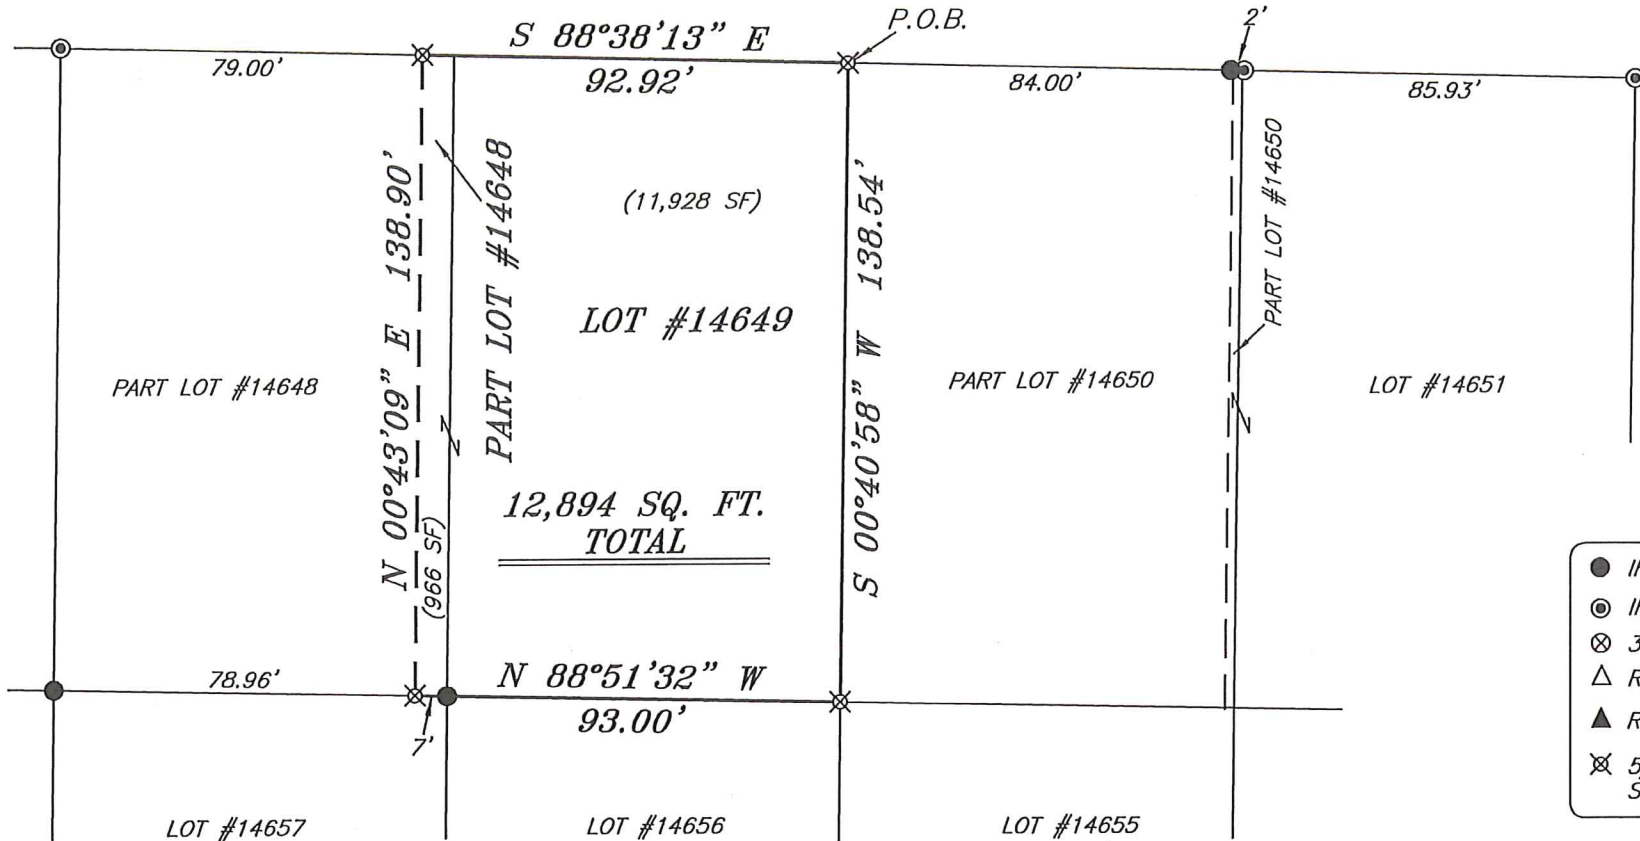 P.O.B.
2'
S 88°38'13" E
79.00'
92.92'
84.00'
85.93'
N 00°43'09" E 138.90'
PART LOT #14648
(11,928 SF)
S 00°40'58" W 138.54'
PART LOT #14650
LOT #14649
PART LOT #14648
PART LOT #14650
LOT #14651
12,894 SQ. FT.
TOTAL
(966 SF)
78.96'
N 88°51'32" W
93.00'
7'
LOT #14657
LOT #14656
LOT #14655
3
R
R
5
S